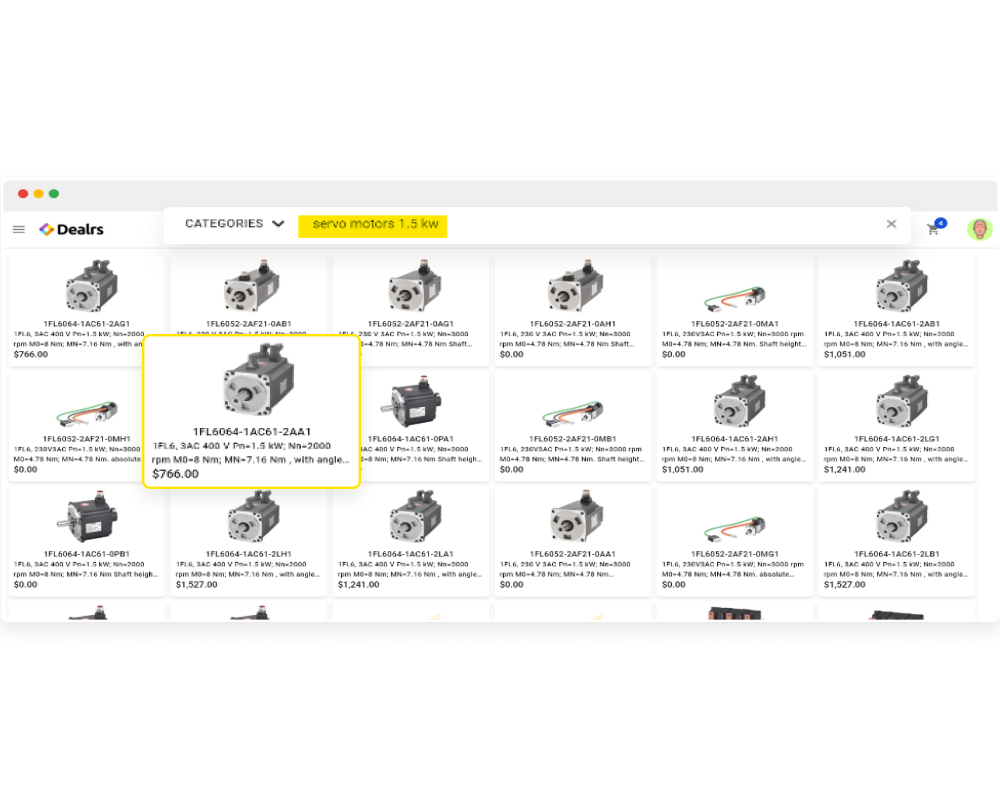 Dealrs
CATEGORIES
servo motors 1.5 kw
4
1FL6064-1AC61-2AG1
1FL6, 3AC 400 V Pn=1.5 kW; Nn=2000
rpm M0=8 Nm; MN=7.16 Nm , with an
$766.00
1FL6052-2AF21-0AB1
1FL6, 230 V 3AC Pn=1.5 kW; Nn=3000
1FL6052-2AF21-0AG1
1FL6, 230 V 3AC Pn=1.5 kW; Nn=3000
M0=4.78 Nm; MN=4.78 Nm Shaft
1FL6052-2AF21-0AH1
1FL6, 230 V 3AC Pn=1.5 kW; Nn=3000
M0=4.78 Nm; MN=4.78 Nm. Shaft height...
$0.00
1FL6052-2AF21-0MA1
1FL6, 230V3AC Pn=1.5 kW; Nn=3000 rpm
M0=4.78 Nm; MN=4.78 Nm. Shaft height...
$0.00
1FL6064-1AC61-2AB1
1FL6, 3AC 400 V Pn=1.5 kW; Nn=2000
rpm M0=8 Nm; MN=7.16 Nm , with angle...
$1,051.00
1FL6052-2AF21-0MH1
1FL6, 230V3AC Pn=1.5 kW; Nn=3000
M0=4.78 Nm; MN=4.78 Nm. absolute
$0.00
1FL6064-1AC61-2AA1
1FL6, 3AC 400 V Pn=1.5 kW; Nn=2000
rpm M0=8 Nm; MN=7.16 Nm , with angle...
$766.00
1FL6064-1AC61-0PA1
AC 400 V Pn=1.5 kW; Nn=2000
=8 Nm; MN=7.16 Nm Shaft heigh...
1FL6052-2AF21-0MB1
1FL6, 230V3AC Pn=1.5 kW; Nn=3000 rpm
M0=4.78 Nm; MN=4.78 Nm. Shaft height...
$0.00
1FL6064-1AC61-2AH1
1FL6, 3AC 400 V Pn=1.5 kW; Nn=2000
rpm M0=8 Nm; MN=7.16 Nm , with angle...
$1,051.00
1FL6064-1AC61-2LG1
1FL6, 3AC 400 V Pn=1.5 kW; Nn=2000
rpm M0=8 Nm; MN=7.16 Nm , with angle...
$1,241.00
1FL6064-1AC61-0PB1
1FL6, 3AC 400 V Pn=1.5 kW; Nn=2000
rpm M0=8 Nm; MN=7.16 Nm Shaft heigh...
$0.00
1FL6064-1AC61-2LH1
1FL6, 3AC 400 V Pn=1.5 kW; Nn=2000
rpm M0=8 Nm; MN=7.16 Nm , with angle...
$1,527.00
1FL6064-1AC61-2LA1
1FL6, 3AC 400 V Pn=1.5 kW; Nn=2000
rpm M0=8 Nm; MN=7.16 Nm , with angle...
$1,241.00
1FL6052-2AF21-0AA1
1FL6, 230 V 3AC Pn=1.5 kW; Nn=3000
M0=4.78 Nm; MN=4.78 Nm...
$0.00
1FL6052-2AF21-0MG1
1FL6, 230V3AC Pn=1.5 kW; Nn=3000 rpm
M0=4.78 Nm; MN=4.78 Nm. absolute...
$0.00
1FL6064-1AC61-2LB1
1FL6, 3AC 400 V Pn=1.5 kW; Nn=2000
rpm M0=8 Nm; MN=7.16 Nm , with angle...
$1,527.00